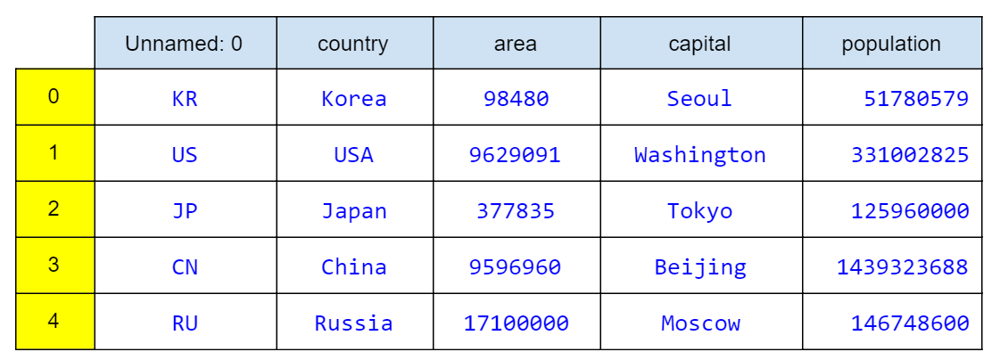 Unnamed: 0 country area capital population
0 KR Korea 98480 Seoul 51780579
1 US USA 9629091 Washington 331002825
2 JP Japan 377835 Tokyo 125960000
3 CN China 9596960 Beijing 1439323688
4 RU Russia 17100000 Moscow 146748600